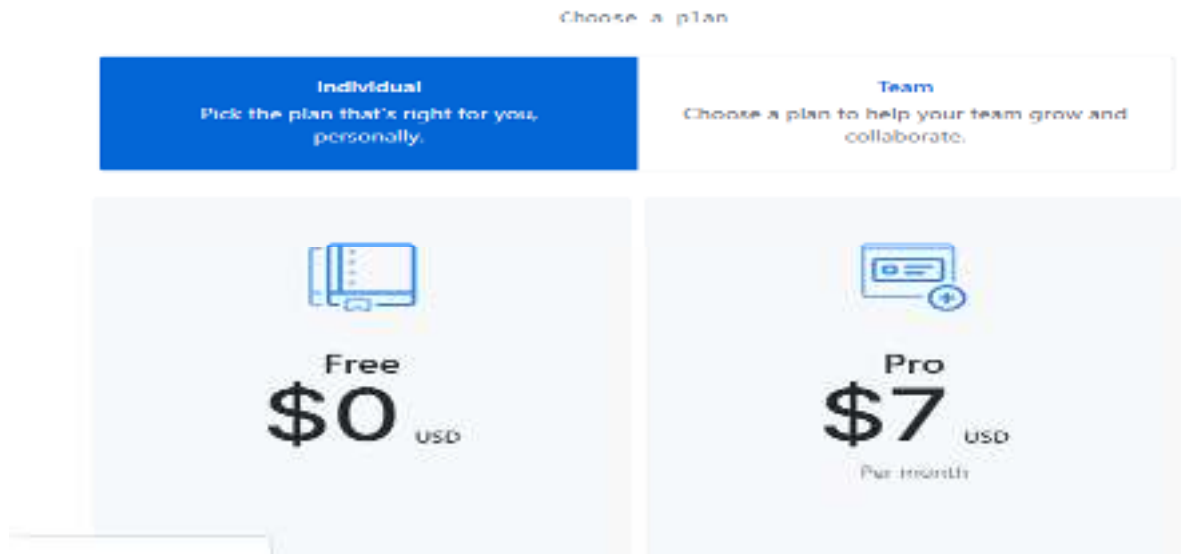 Choose a plan
Individual
Pick the plan that's right for you,
personally.
Team
Choose a plan to help your team grow and
collaborate.
Free
$0 USD
Pro
$7 USD
Per month